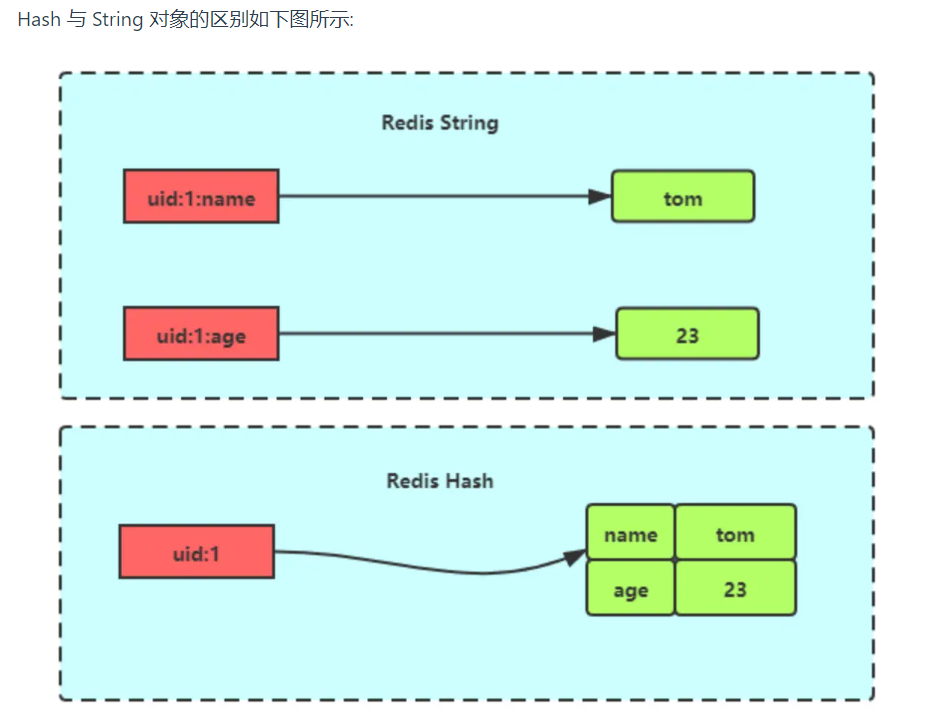 Hash 与 String 对象的区别如下图所示:
Redis String
uid:1:name
tom
uid:1:age
23
Redis Hash
uid:1
name
tom
age
23